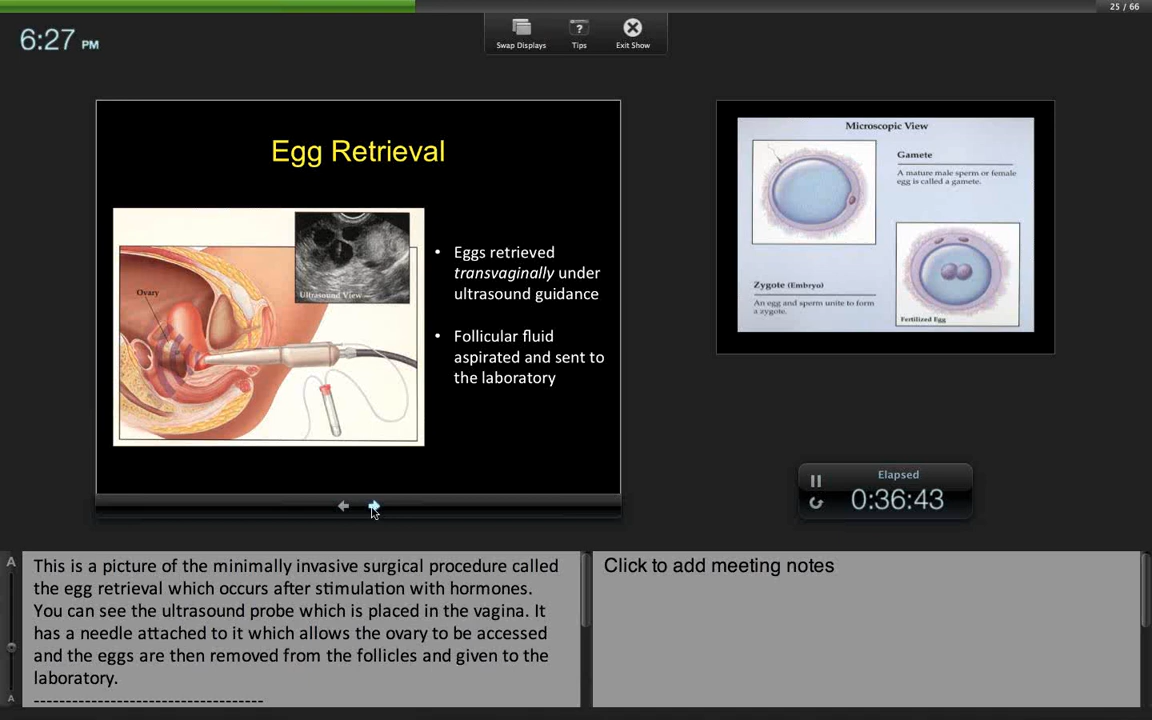 25 / 66
6:27 PM
Swap Displays
Tips
Exit Show
Egg Retrieval
Ovary
Ultrasound View
• Eggs retrieved
transvaginally under
ultrasound guidance
• Follicular fluid
aspirated and sent to
the laboratory
Microscopic View
Gamete
A mature male sperm or female
egg is called a gamete.
Zygote (Embryo)
An egg and sperm unite to form
a zygote.
Fertilized Egg
Elapsed
0:36:43
A
A
This is a picture of the minimally invasive surgical procedure called
the egg retrieval which occurs after stimulation with hormones.
You can see the ultrasound probe which is placed in the vagina. It
has a needle attached to it which allows the ovary to be accessed
and the eggs are then removed from the follicles and given to the
laboratory.
-----------------------------------
Click to add meeting notes